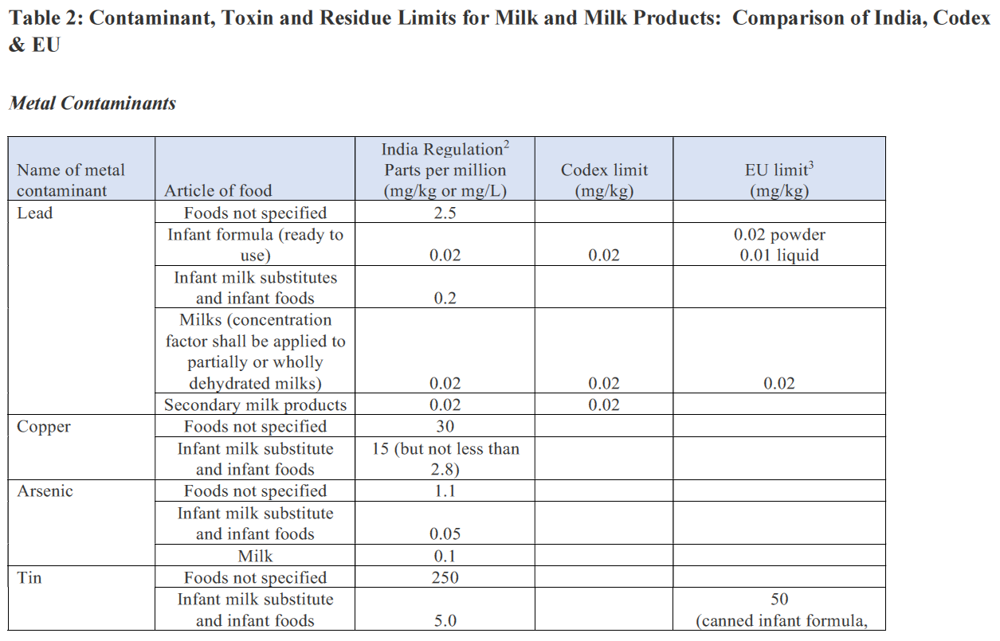 Table 2: Contaminant, Toxin and Residue Limits for Milk and Milk Products:  Comparison of India, Codex
& EU
Metal Contaminants
Name of metal
contaminant
Article of food
India Regulation2
Parts per million
(mg/kg or mg/L)
Codex limit
(mg/kg)
EU limit3
(mg/kg)
Lead
Foods not specified
2.5
Infant formula (ready to
use)
0.02
0.02
0.02 powder
0.01 liquid
Infant milk substitutes
and infant foods
0.2
Milks (concentration
factor shall be applied to
partially or wholly
dehydrated milks)
0.02
0.02
0.02
Secondary milk products
0.02
0.02
Copper
Foods not specified
30
Infant milk substitute
and infant foods
15 (but not less than
2.8)
Arsenic
Foods not specified
1.1
Infant milk substitute
and infant foods
0.05
Milk
0.1
Tin
Foods not specified
250
Infant milk substitute
and infant foods
5.0
50
(canned infant formula,